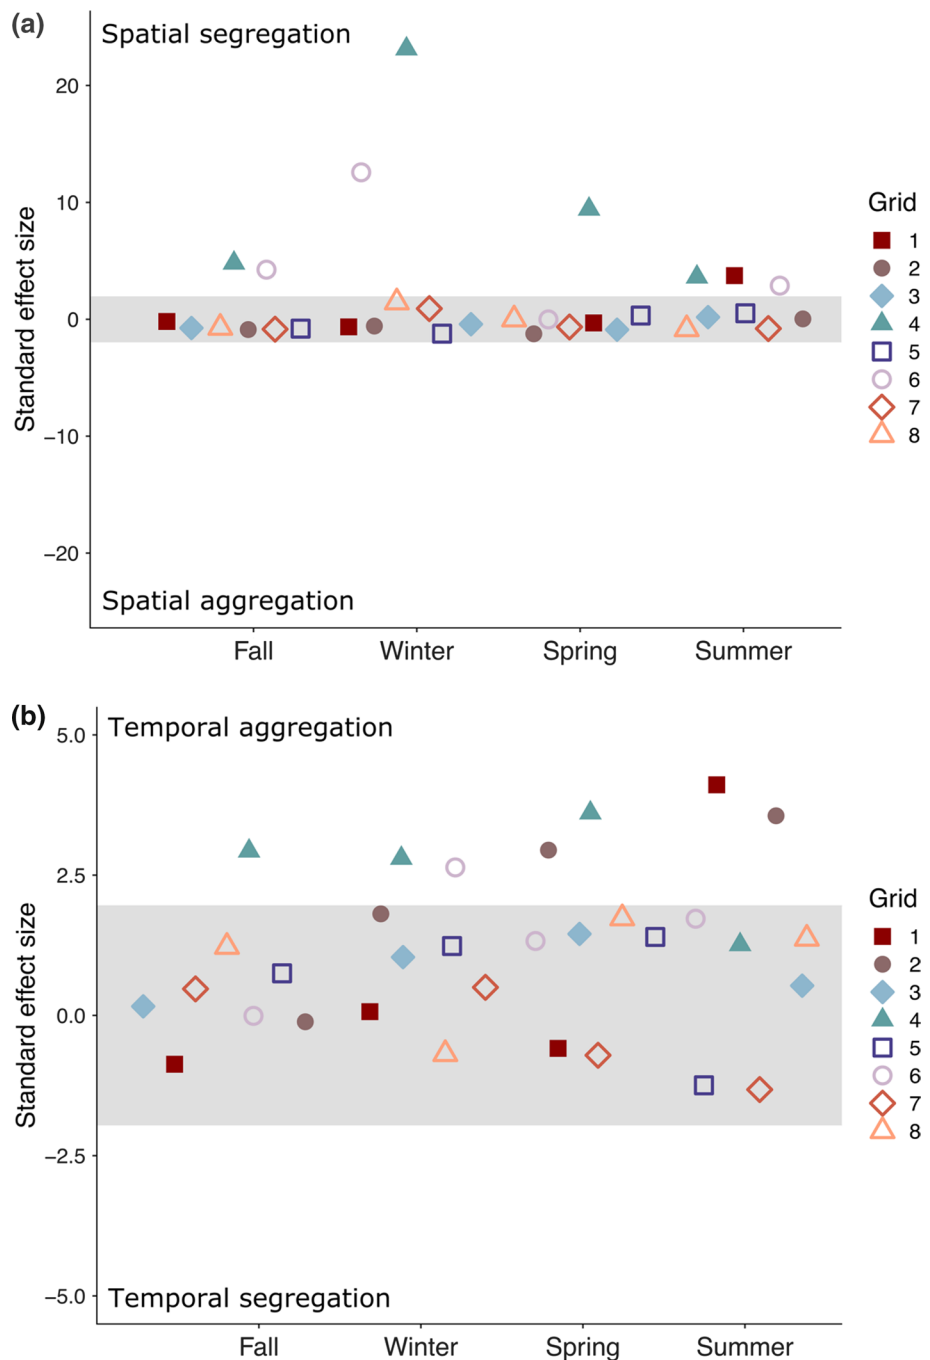 (a)
Spatial segregation
20
10
0
−10
−20
Standard effect size
Spatial aggregation
Fall Winter Spring Summer
Grid
1
2
3
4
5
6
7
8
(b)
Temporal aggregation
5.0
2.5
0.0
−2.5
−5.0
Standard effect size
Temporal segregation
Fall Winter Spring Summer
Grid
1
2
3
4
5
6
7
8